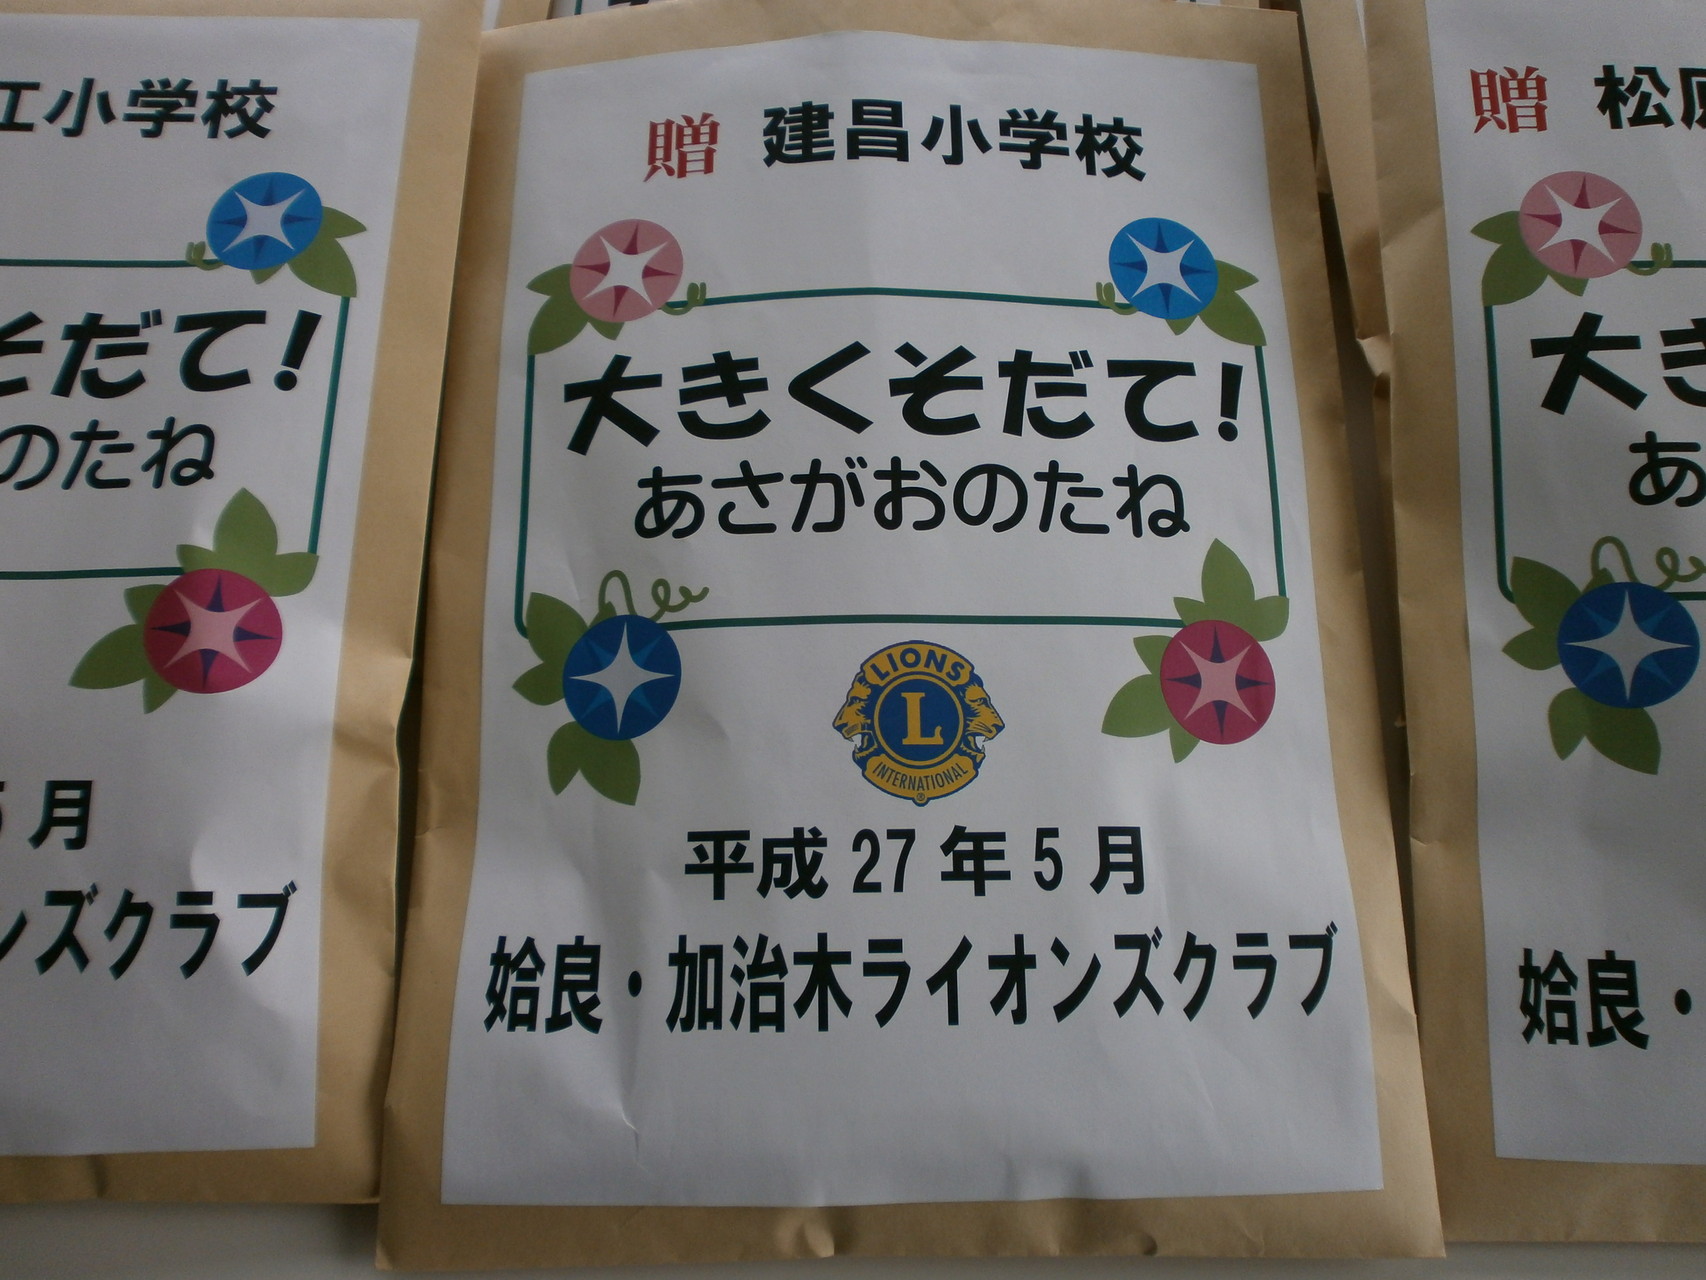 江小学校
そだて!
のたね
5月
ンズクラブ
贈 建昌小学校
大きくそだて!
あさがおのたね
LIONS
L
INTERNATIONAL
®
平成 27 年 5 月
姶良・加治木ライオンズクラブ
贈 松原
大き
あ
姶良・